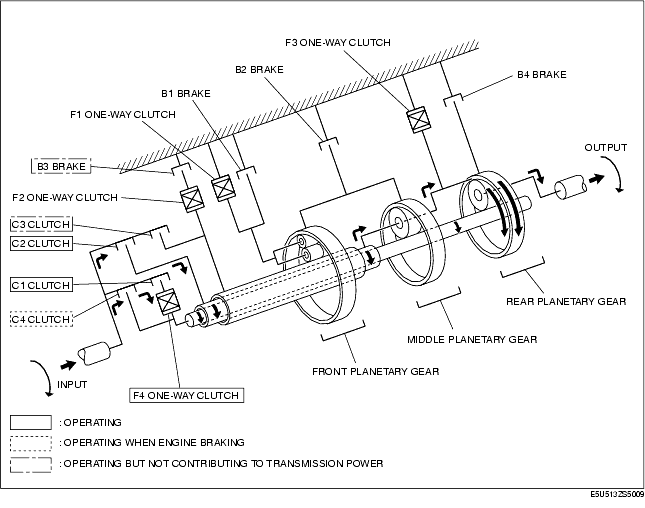 F3 ONE-WAY CLUTCH
B2 BRAKE
B4 BRAKE
B1 BRAKE
F1 ONE-WAY CLUTCH
OUTPUT
B3 BRAKE
F2 ONE-WAY CLUTCH
C3 CLUTCH
C2 CLUTCH
C1 CLUTCH
C4 CLUTCH
REAR PLANETARY GEAR
MIDDLE PLANETARY GEAR
FRONT PLANETARY GEAR
INPUT
F4 ONE-WAY CLUTCH
: OPERATING
: OPERATING WHEN ENGINE BRAKING
: OPERATING BUT NOT CONTRIBUTING TO TRANSMISSION POWER
E5U513ZS5009